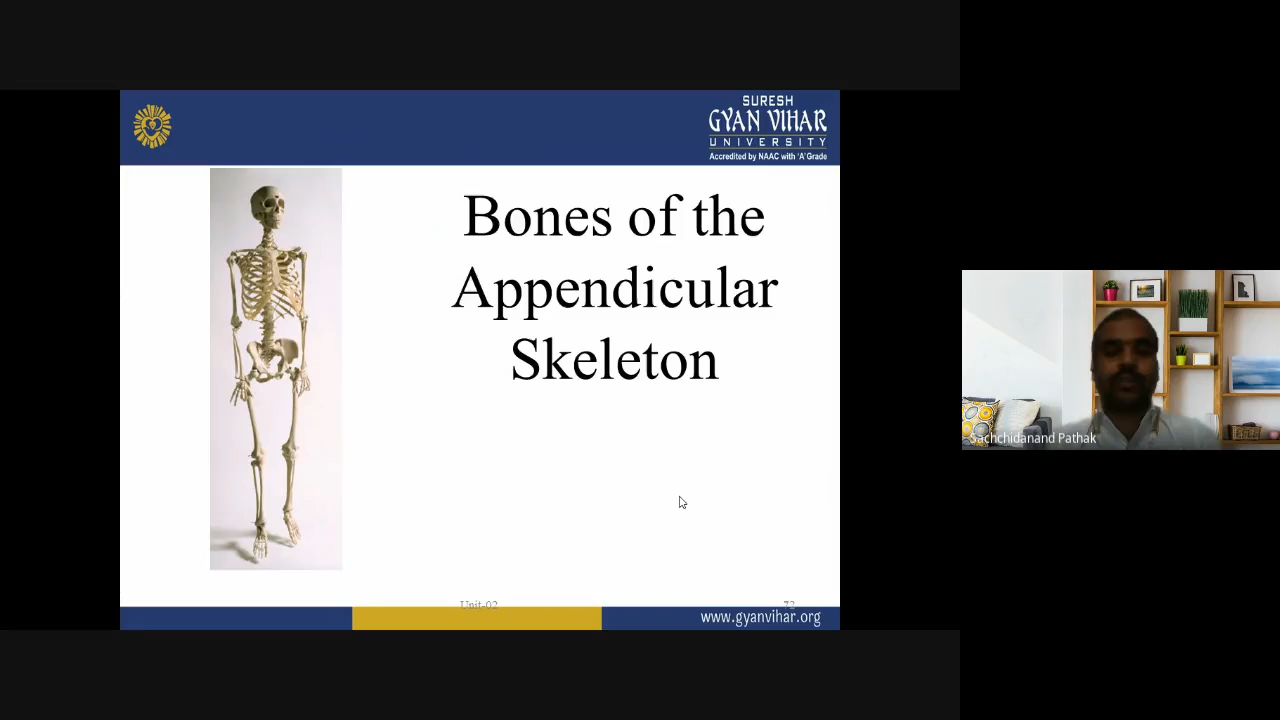 SURESH
GYAN VIHAR
UNIVERSITY
Accredited by NAAC with 'A' Grade
Bones of the
Appendicular
Skeleton
Sachchidanand Pathak
Unit-02
72
www.gyanvihar.org